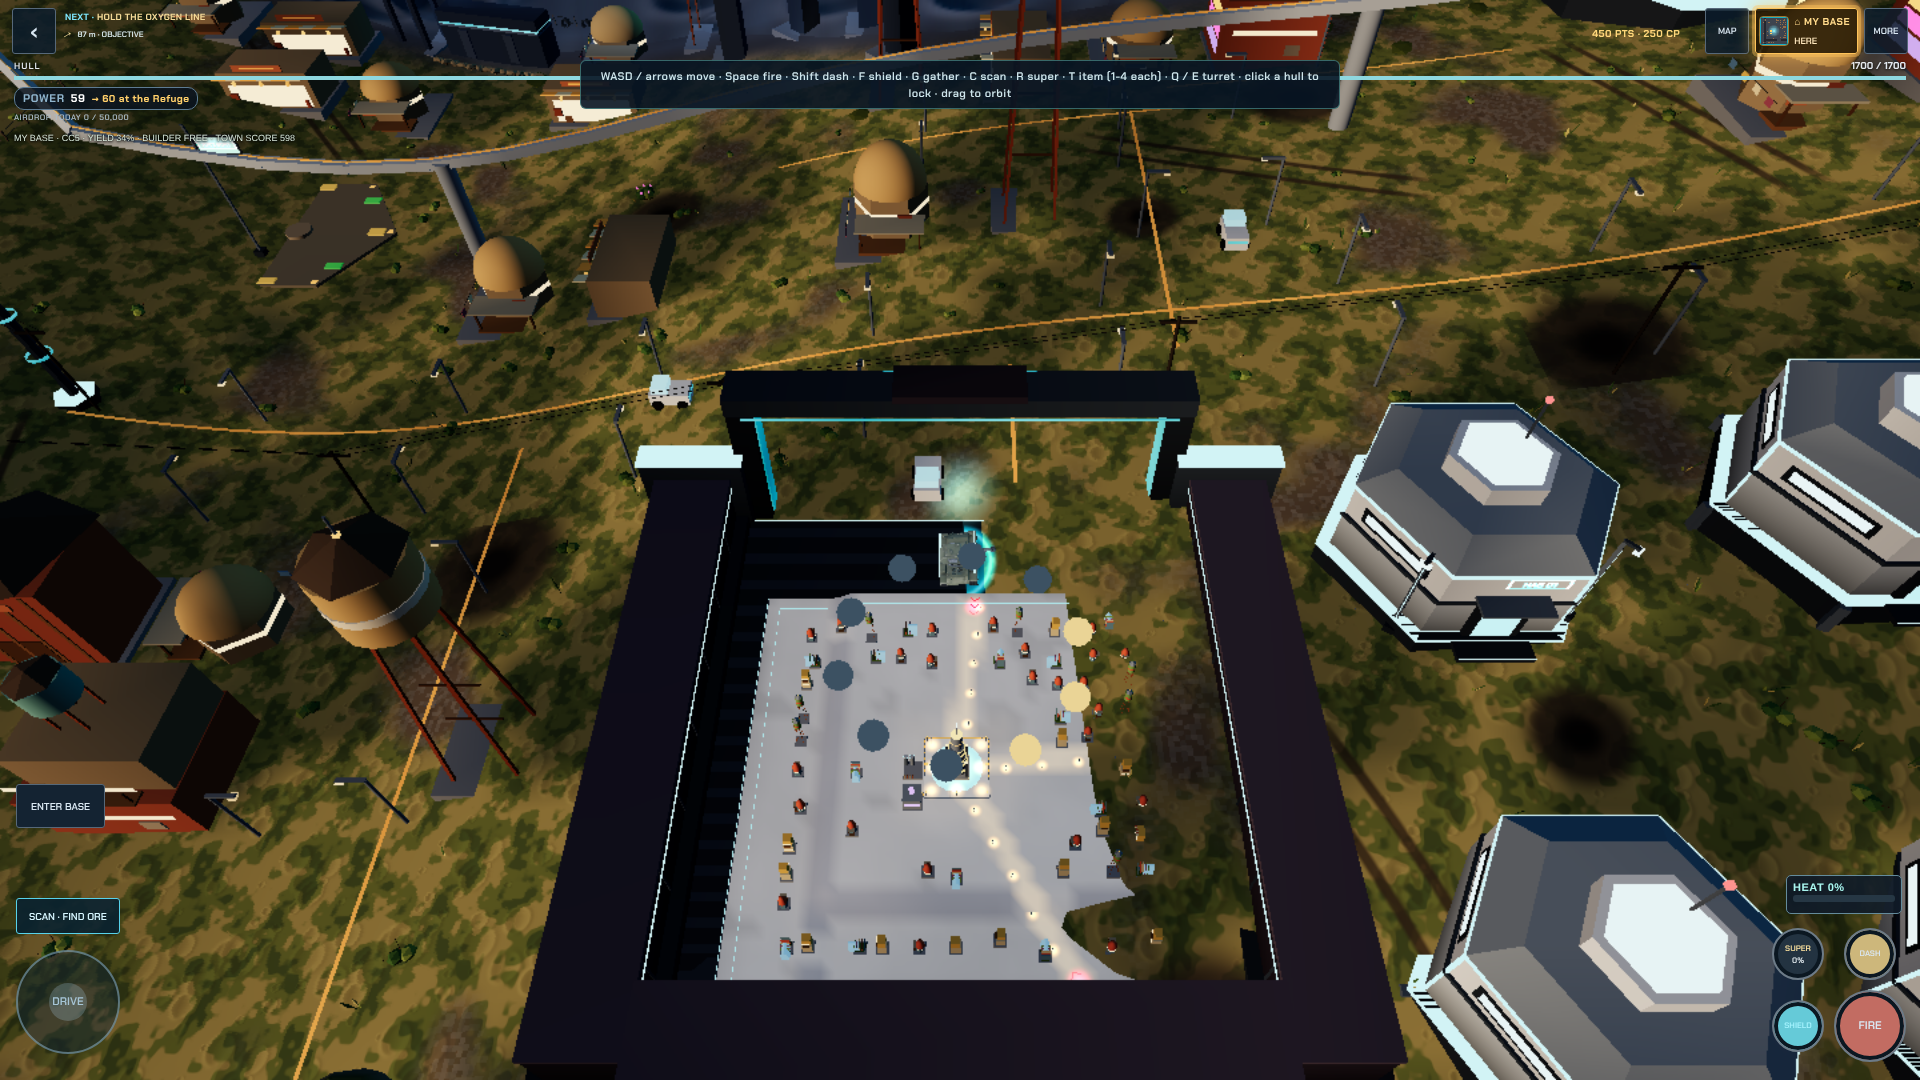 <
NEXT · HOLD THE OXYGEN LINE
87 m · OBJECTIVE
450 PTS · 250 CP
MAP
⌂ MY BASE
HERE
MORE
HULL
1700 / 1700
WASD / arrows move · Space fire · Shift dash · F shield · G gather · C scan · R super · T item (1-4 each) · Q / E turret · click a hull to
lock · drag to orbit
POWER 59 → 60 at the Refuge
AIRDROP TODAY 0 / 50,000
MY BASE · CC5 · YIELD 34% · BUILDER FREE · TOWN SCORE 598
ENTER BASE
SCAN · FIND ORE
DRIVE
HEAT 0%
SUPER
0%
DASH
SHIELD
FIRE